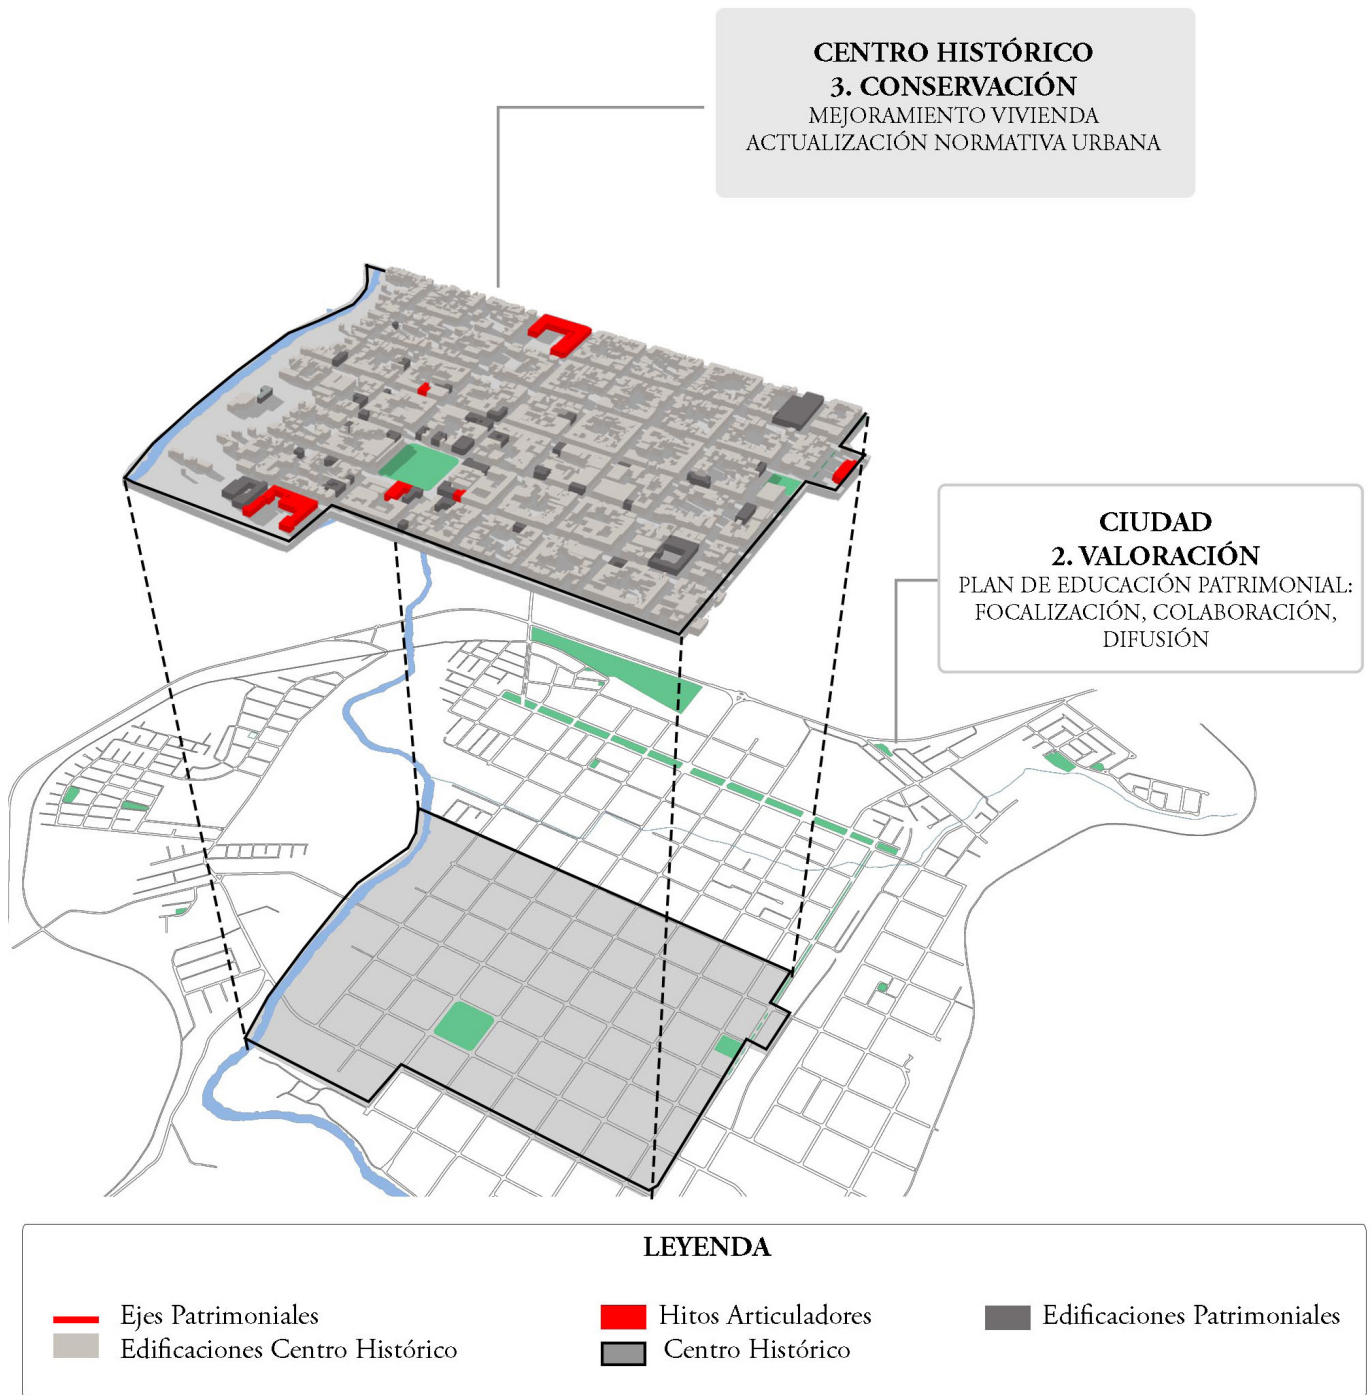 CENTRO HISTÓRICO
3. CONSERVACIÓN
MEJORAMIENTO VIVIENDA
ACTUALIZACIÓN NORMATIVA URBANA
CIUDAD
2. VALORACIÓN
PLAN DE EDUCACIÓN PATRIMONIAL:
FOCALIZACIÓN, COLABORACIÓN,
DIFUSIÓN
LEYENDA
Ejes Patrimoniales
Hitos Articuladores
Edificaciones Patrimoniales
Edificaciones Centro Histórico
Centro Histórico